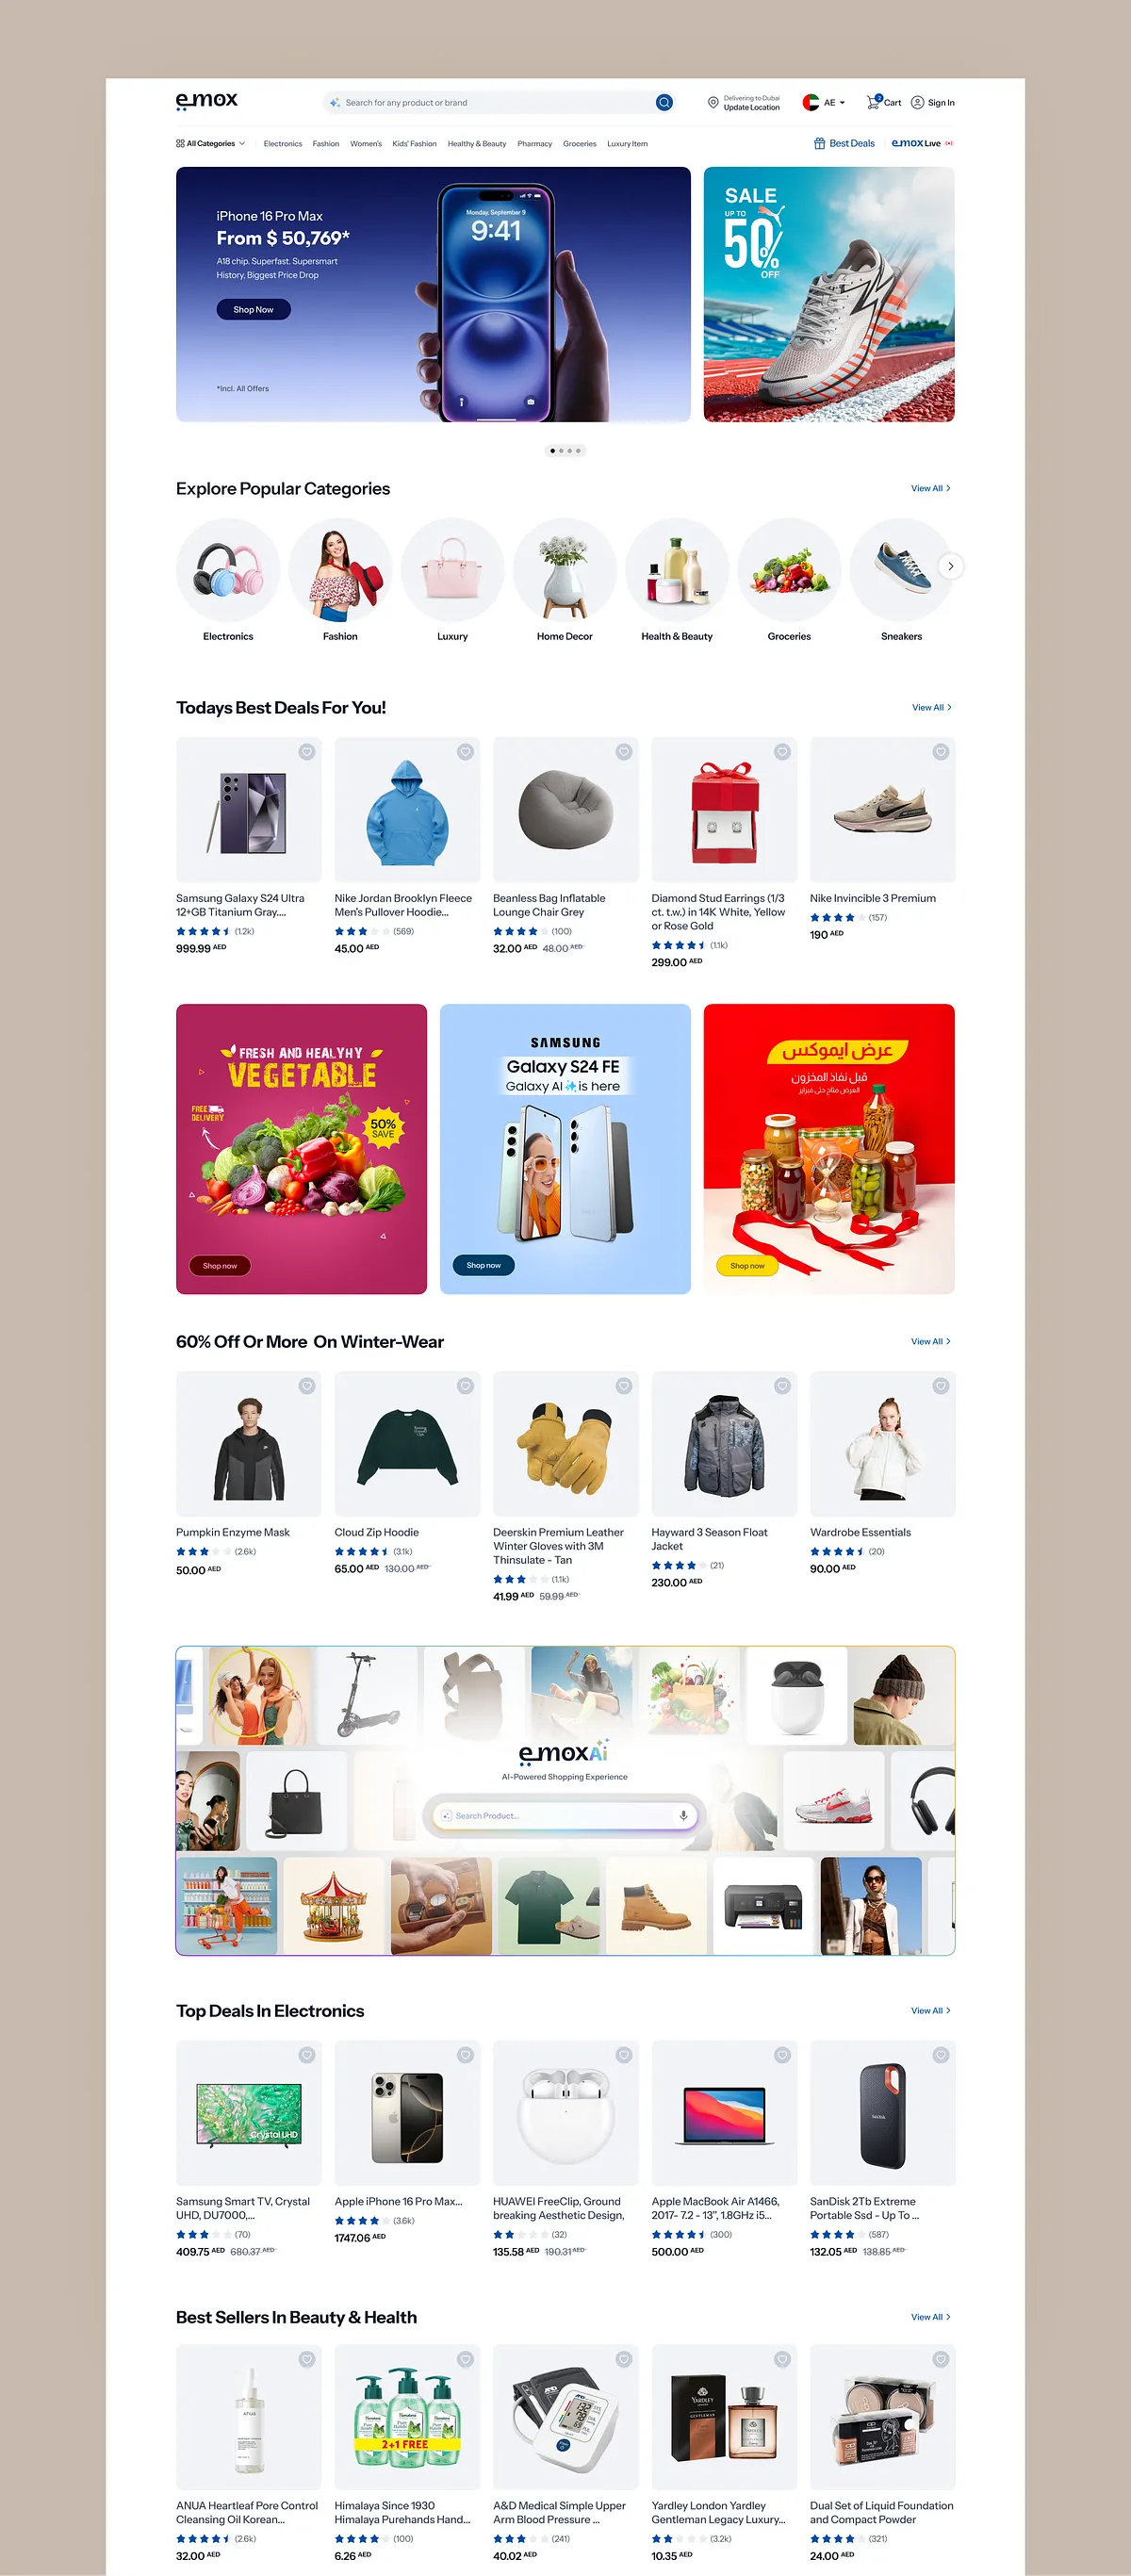 emox
Search for any product or brand
Delivering to Dubai
Update Location
AE
2
Cart
Sign In
All Categories
Electronics
Fashion
Women's
Kids' Fashion
Healthy & Beauty
Pharmacy
Groceries
Luxury Item
Best Deals
emox Live
iPhone 16 Pro Max
From $ 50,769*
A18 chip. Superfast. Supersmart
History, Biggest Price Drop
Shop Now
*Incl. All Offers
Monday, September 9
9:41
SALE
UP TO
50%
OFF
Explore Popular Categories
View All
Electronics
Fashion
Luxury
Home Decor
Health & Beauty
Groceries
Sneakers
Todays Best Deals For You!
View All
Samsung Galaxy S24 Ultra
12+GB Titanium Gray....
(1.2k)
999.99 AED
Nike Jordan Brooklyn Fleece
Men's Pullover Hoodie...
(569)
45.00 AED
Beanless Bag Inflatable
Lounge Chair Grey
(100)
32.00 AED 48.00 AED
Diamond Stud Earrings (1/3
ct. t.w.) in 14K White, Yellow
or Rose Gold
(1.1k)
299.00 AED
Nike Invincible 3 Premium
(157)
190 AED
FRESH AND HEALYHY
VEGETABLE
FREE
DELIVERY
50%
SAVE
Shop now
SAMSUNG
Galaxy S24 FE
Galaxy AI is here
Shop now
عرض ايموكس
قبل نفاذ المخزون
العرض متاح حتى فبراير
Shop now
60% Off Or More On Winter-Wear
View All
Pumpkin Enzyme Mask
(2.6k)
50.00 AED
Cloud Zip Hoodie
(3.1k)
65.00 AED 130.00 AED
Deerskin Premium Leather
Winter Gloves with 3M
Thinsulate - Tan
(1.1k)
41.99 AED 59.99 AED
Hayward 3 Season Float
Jacket
(21)
230.00 AED
Wardrobe Essentials
(20)
90.00 AED
emox Ai
AI-Powered Shopping Experience
Search Product...
Top Deals In Electronics
View All
Crystal UHD
SanDisk
Samsung Smart TV, Crystal
UHD, DU7000,...
(70)
409.75 AED 680.37 AED
Apple iPhone 16 Pro Max...
(3.6k)
1747.06 AED
HUAWEI FreeClip, Ground
breaking Aesthetic Design,
(32)
135.58 AED 190.31 AED
Apple MacBook Air A1466,
2017- 7.2 - 13", 1.8GHz i5...
(300)
500.00 AED
SanDisk 2Tb Extreme
Portable Ssd - Up To ...
(587)
132.05 AED 138.85 AED
Best Sellers In Beauty & Health
View All
ANUA
Himalaya
2+1 FREE
YARDLEY
GENTLEMAN
ANUA Heartleaf Pore Control
Cleansing Oil Korean...
(2.6k)
32.00 AED
Himalaya Since 1930
Himalaya Purehands Hand...
(100)
6.26 AED
A&D Medical Simple Upper
Arm Blood Pressure ...
(241)
40.02 AED
Yardley London Yardley
Gentleman Legacy Luxury...
(3.2k)
10.35 AED
Dual Set of Liquid Foundation
and Compact Powder
(321)
24.00 AED